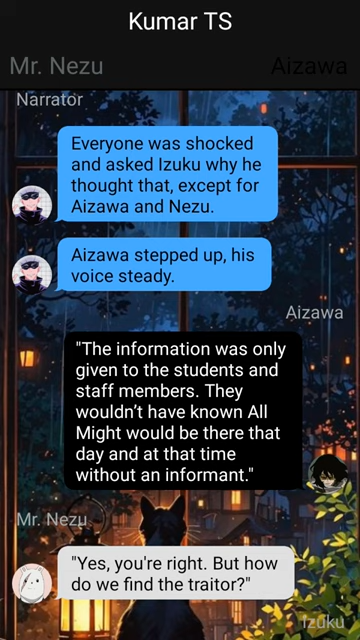 Kumar TS
Mr. Nezu
Aizawa
Narrator
Everyone was shocked
and asked Izuku why he
thought that, except for
Aizawa and Nezu.
Aizawa stepped up, his
voice steady.
Aizawa
"The information was only
given to the students and
staff members. They
wouldn't have known All
Might would be there that
day and at that time
without an informant."
Mr. Nezu
"Yes, you're right. But how
do we find the traitor?"
Izuku